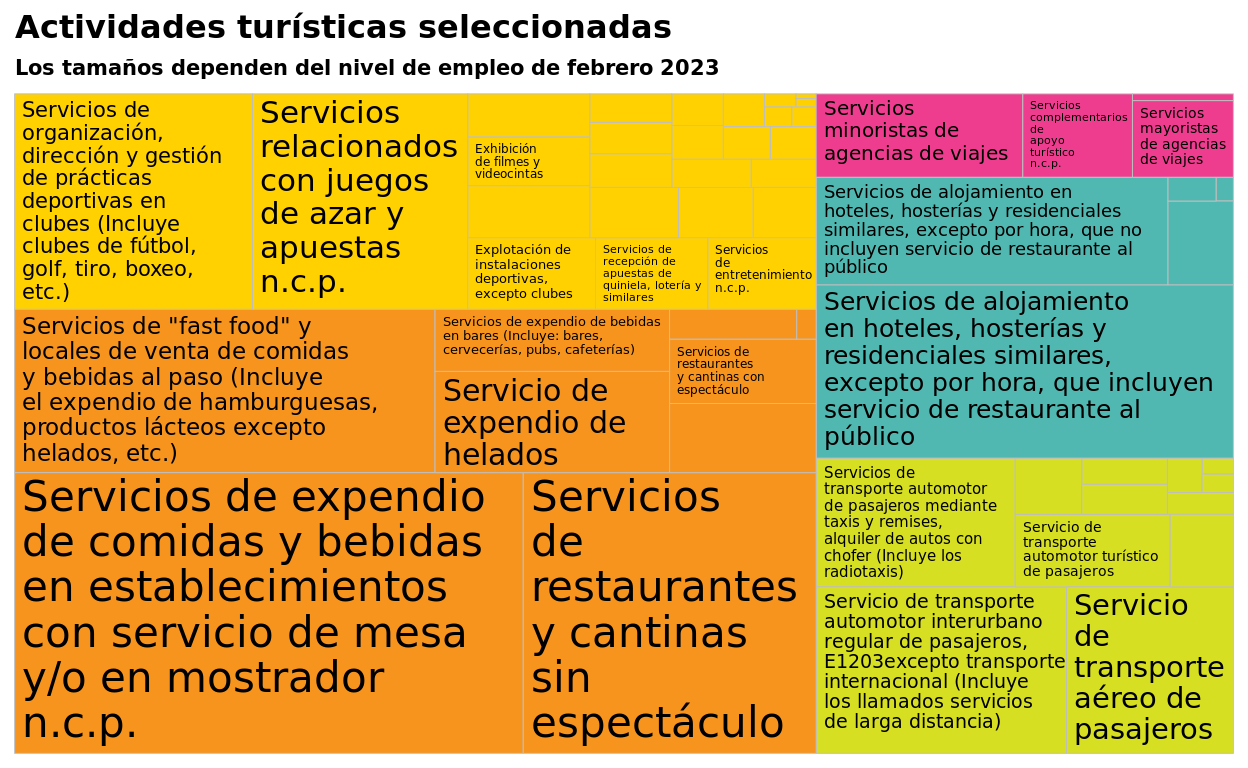 Actividades turísticas seleccionadas
Los tamaños dependen del nivel de empleo de febrero 2023
Servicios de
organización,
dirección y gestión
de prácticas
deportivas en
clubes (Incluye
clubes de fútbol,
golf, tiro, boxeo,
etc.)
Servicios
relacionados
con juegos
de azar y
apuestas
n.c.p.
Exhibición
de filmes y
videocintas
Explotación de
instalaciones
deportivas,
excepto clubes
Servicios de
recepción de
apuestas de
quiniela, lotería y
similares
Servicios
de
entretenimiento
n.c.p.
Servicios
minoristas de
agencias de viajes
Servicios
complementarios
de
apoyo
turístico
n.c.p.
Servicios
mayoristas
de agencias
de viajes
Servicios de alojamiento en
hoteles, hosterías y residenciales
similares, excepto por hora, que no
incluyen servicio de restaurante al
público
Servicios de alojamiento
en hoteles, hosterías y
residenciales similares,
excepto por hora, que incluyen
servicio de restaurante al
público
Servicios de "fast food" y
locales de venta de comidas
y bebidas al paso (Incluye
el expendio de hamburguesas,
productos lácteos excepto
helados, etc.)
Servicios de expendio de bebidas
en bares (Incluye: bares,
cervecerías, pubs, cafeterías)
Servicio de
expendio de
helados
Servicios de
restaurantes
y cantinas con
espectáculo
Servicios de expendio
de comidas y bebidas
en establecimientos
con servicio de mesa
y/o en mostrador
n.c.p.
Servicios
de
restaurantes
y cantinas
sin
espectáculo
Servicios de
transporte automotor
de pasajeros mediante
taxis y remises,
alquiler de autos con
chofer (Incluye los
radiotaxis)
Servicio de
transporte
automotor turístico
de pasajeros
Servicio de transporte
automotor interurbano
regular de pasajeros,
E1203excepto transporte
internacional (Incluye
los llamados servicios
de larga distancia)
Servicio
de
transporte
aéreo de
pasajeros